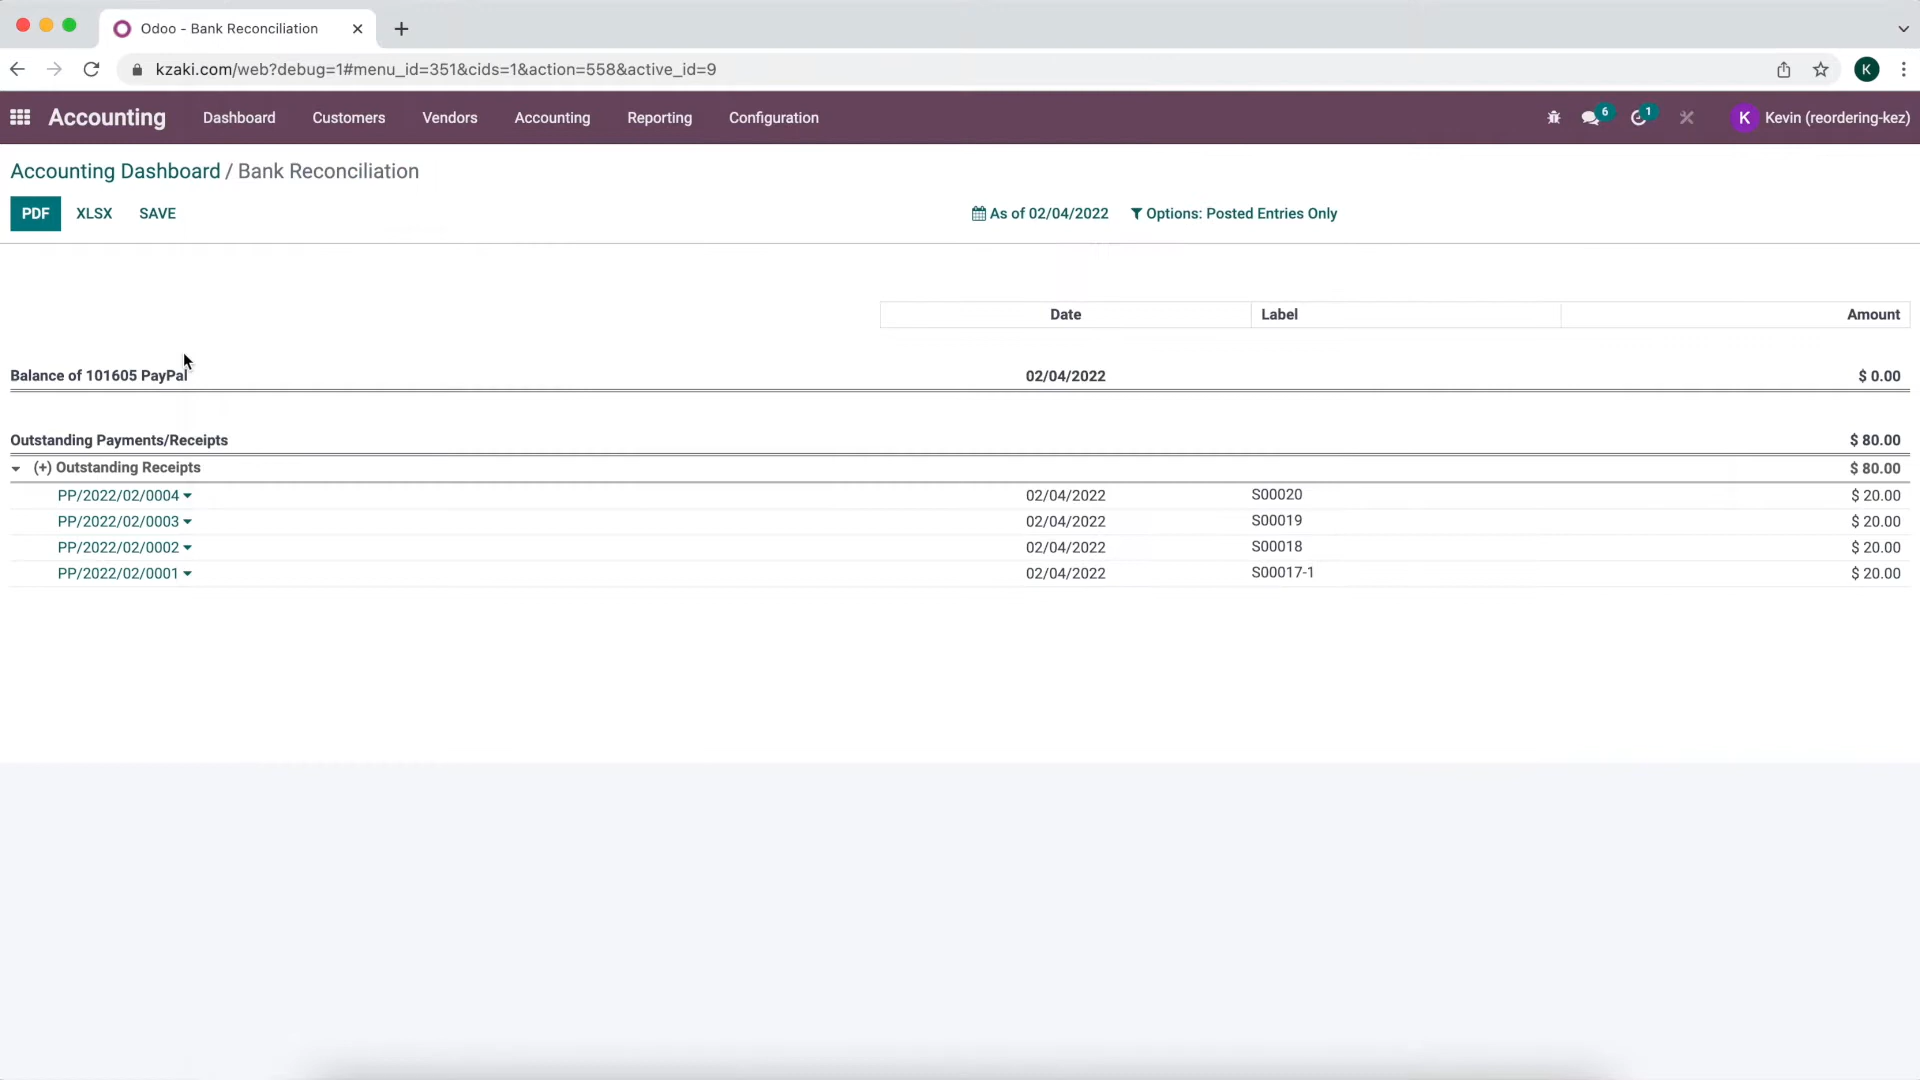 Odoo - Bank Reconciliation
kzaki.com/web?debug=1#menu_id=351&cids=1&action=558&active_id=9
K
Accounting Dashboard Customers Vendors Accounting Reporting Configuration 6 1 K Kevin (reordering-kez)
Accounting Dashboard / Bank Reconciliation
PDF XLSX SAVE As of 02/04/2022 Options: Posted Entries Only
Date Label Amount
Balance of 101605 PayPal 02/04/2022 $ 0.00
Outstanding Payments/Receipts $ 80.00
(+) Outstanding Receipts $ 80.00
PP/2022/02/0004 02/04/2022 S00020 $ 20.00
PP/2022/02/0003 02/04/2022 S00019 $ 20.00
PP/2022/02/0002 02/04/2022 S00018 $ 20.00
PP/2022/02/0001 02/04/2022 S00017-1 $ 20.00